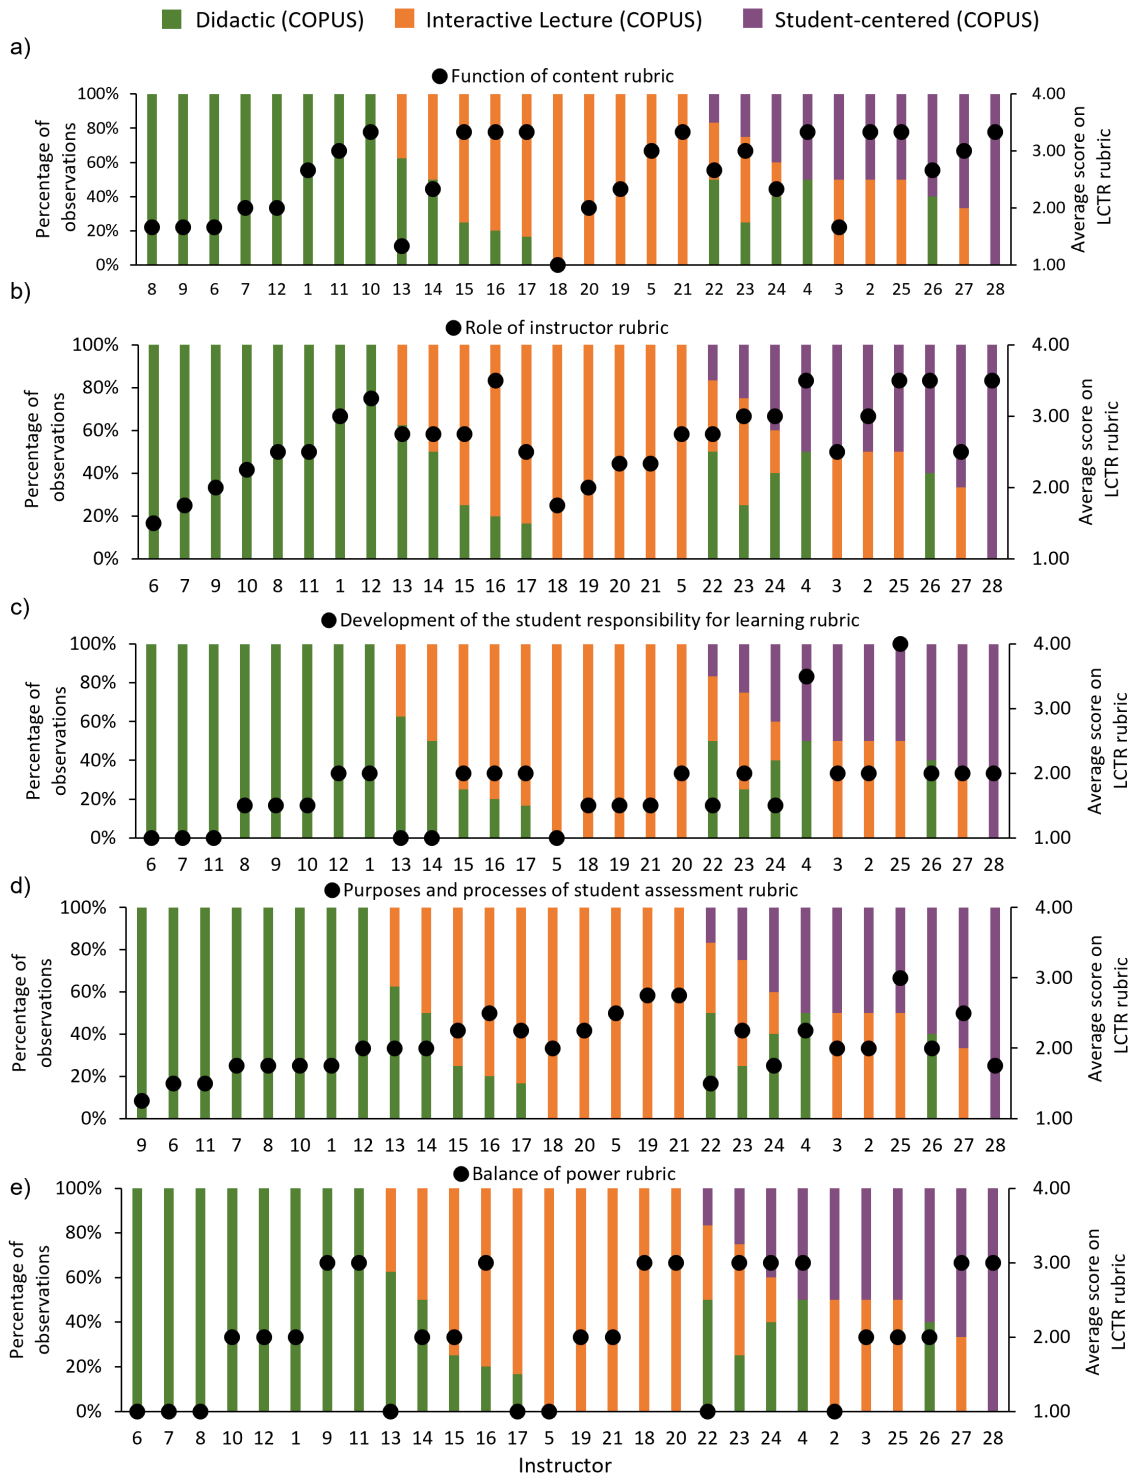 Didactic (COPUS) Interactive Lecture (COPUS) Student-centered (COPUS)
a)
Function of content rubric
Percentage of
observations
100%
80%
60%
40%
20%
0%
4.00
3.00
2.00
1.00
Average score on
LCTR rubric
8 9 6 7 12 1 11 10 13 14 15 16 17 18 20 19 5 21 22 23 24 4 3 2 25 26 27 28
b)
Role of instructor rubric
Percentage of
observations
100%
80%
60%
40%
20%
0%
4.00
3.00
2.00
1.00
Average score on
LCTR rubric
6 7 9 10 8 11 1 12 13 14 15 16 17 18 19 20 21 5 22 23 24 4 3 2 25 26 27 28
c)
Development of the student responsibility for learning rubric
Percentage of
observations
100%
80%
60%
40%
20%
0%
4.00
3.00
2.00
1.00
Average score on
LCTR rubric
6 7 11 8 9 10 12 1 13 14 15 16 17 5 18 19 21 20 22 23 24 4 3 2 25 26 27 28
d)
Purposes and processes of student assessment rubric
Percentage of
observations
100%
80%
60%
40%
20%
0%
4.00
3.00
2.00
1.00
Average score on
LCTR rubric
9 6 11 7 8 10 1 12 13 14 15 16 17 18 20 5 19 21 22 23 24 4 3 2 25 26 27 28
e)
Balance of power rubric
Percentage of
observations
100%
80%
60%
40%
20%
0%
4.00
3.00
2.00
1.00
Average score on
LCTR rubric
6 7 8 10 12 1 9 11 13 14 15 16 17 5 19 21 18 20 22 23 24 4 2 3 25 26 27 28
Instructor